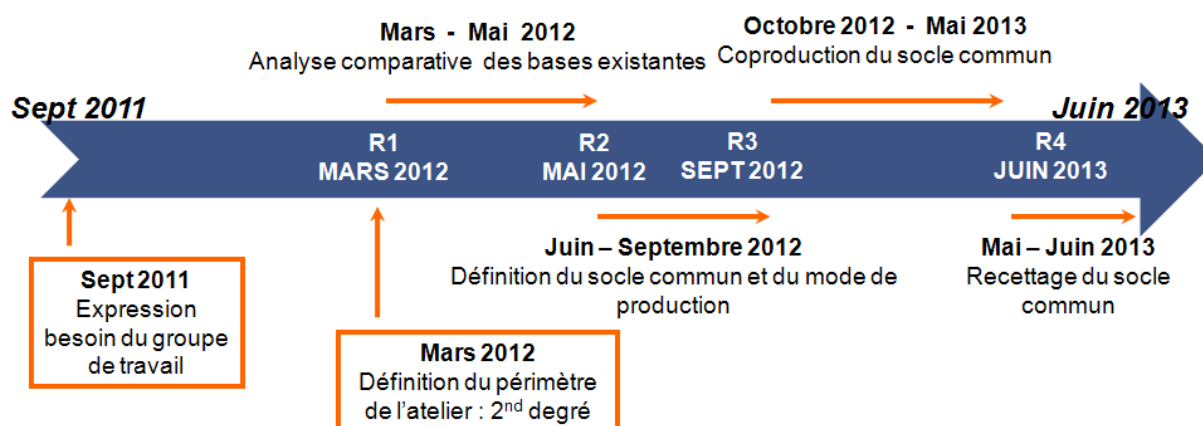 Mars - Mai 2012
Analyse comparative des bases existantes
Octobre 2012 - Mai 2013
Coproduction du socle commun
Sept 2011
Juin 2013
R1
MARS 2012
R2
MAI 2012
R3
SEPT 2012
R4
JUIN 2013
Sept 2011
Expression
besoin du groupe
de travail
Mars 2012
Définition du périmètre
de l'atelier : 2nd degré
Juin – Septembre 2012
Définition du socle commun et du mode de
production
Mai – Juin 2013
Recettage du socle
commun